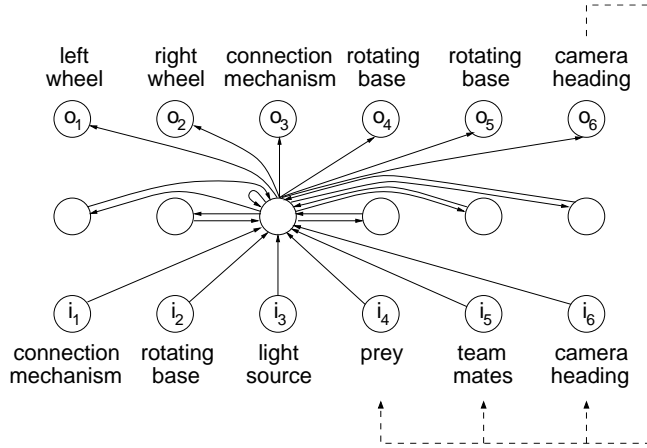 left right connection rotating rotating camera
wheel wheel mechanism base base heading
o1 o2 o3 o4 o5 o6
i1 i2 i3 i4 i5 i6
connection rotating light prey team camera
mechanism base source mates heading